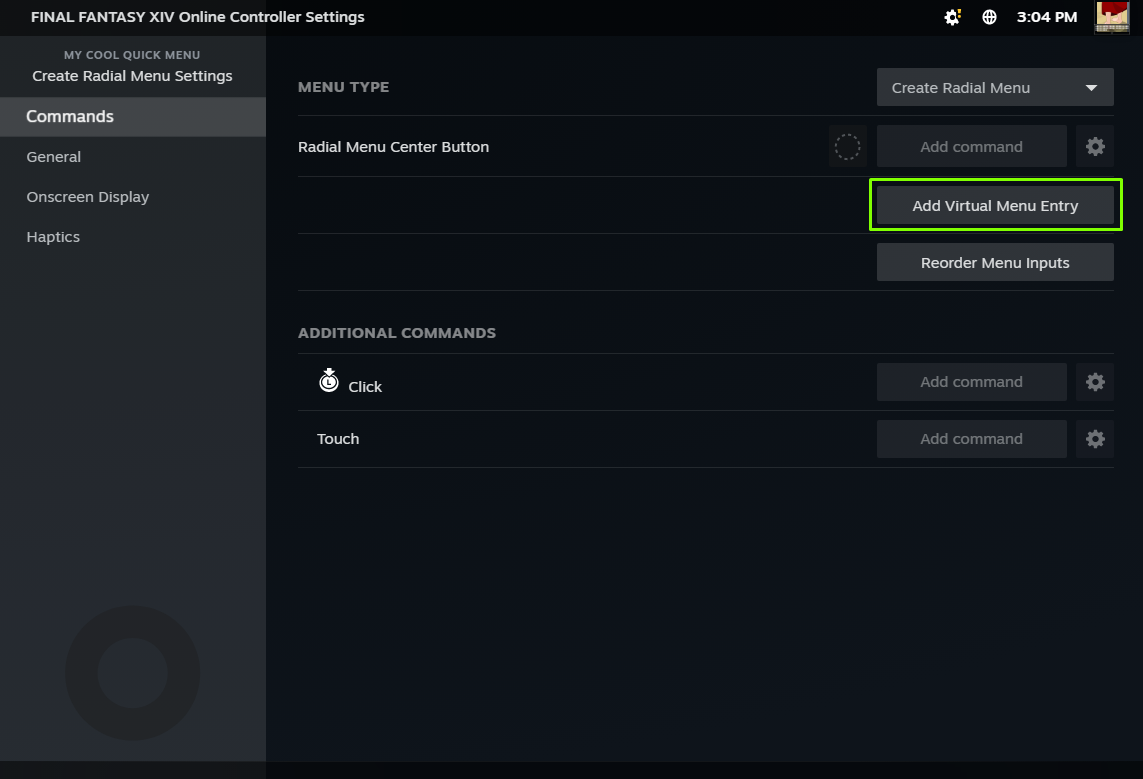 FINAL FANTASY XIV Online Controller Settings
3:04 PM
MY COOL QUICK MENU
Create Radial Menu Settings
Commands
General
Onscreen Display
Haptics
MENU TYPE
Create Radial Menu
Radial Menu Center Button
Add command
Add Virtual Menu Entry
Reorder Menu Inputs
ADDITIONAL COMMANDS
L
Click
Add command
Touch
Add command